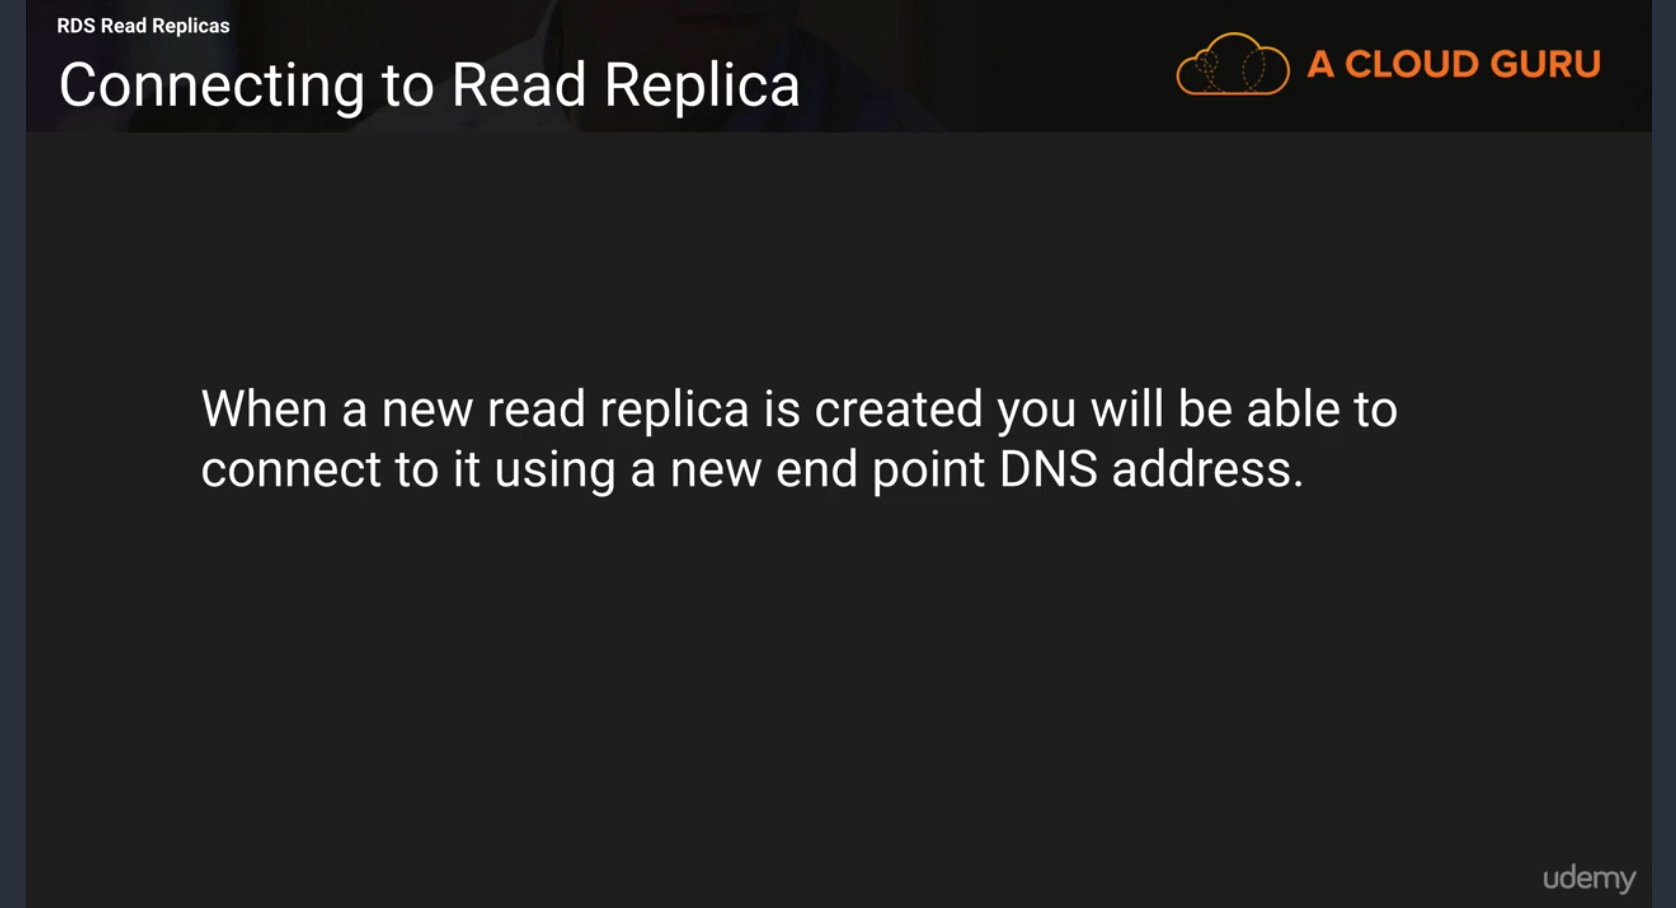 RDS Read Replicas
Connecting to Read Replica
A CLOUD GURU
When a new read replica is created you will be able to
connect to it using a new end point DNS address.
udemy